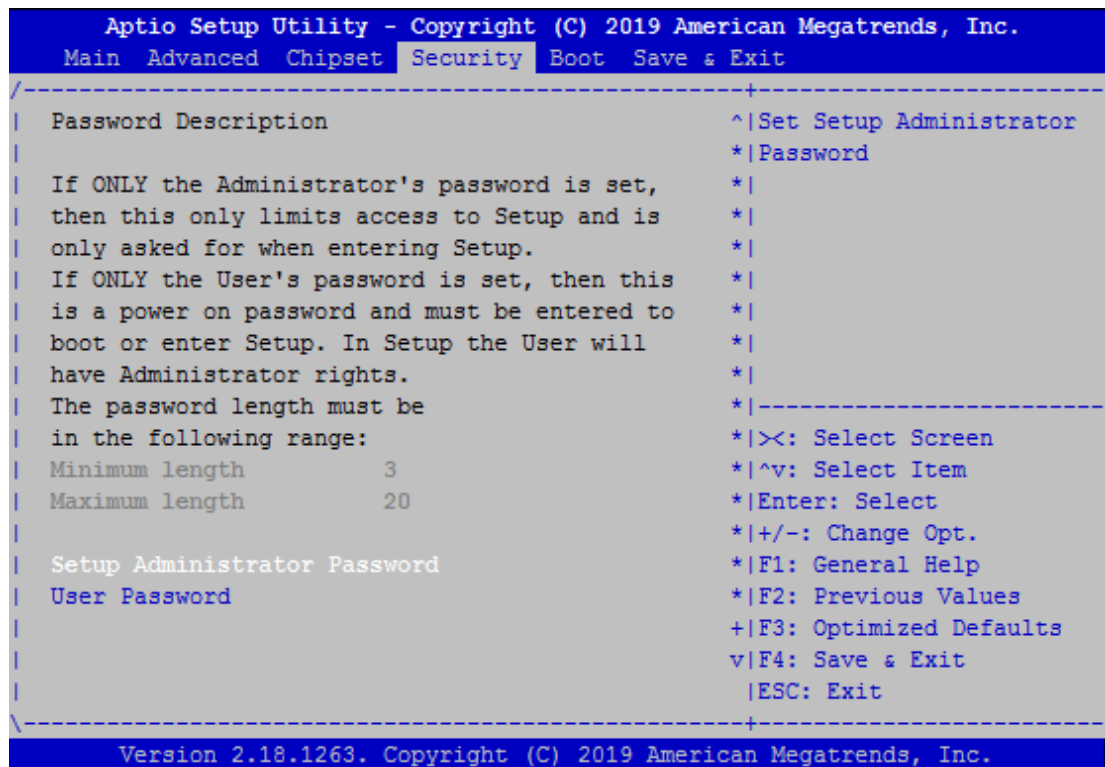 Aptio Setup Utility - Copyright (C) 2019 American Megatrends, Inc.
Main Advanced Chipset Security Boot Save & Exit
/----------------------------------------------------+-------------------------
| Password Description ^|Set Setup Administrator
| *|Password
| If ONLY the Administrator's password is set, *|
| then this only limits access to Setup and is *|
| only asked for when entering Setup. *|
| If ONLY the User's password is set, then this *|
| is a power on password and must be entered to *|
| boot or enter Setup. In Setup the User will *|
| have Administrator rights. *|
| The password length must be *|-------------------------
| in the following range: *|><: Select Screen
| Minimum length 3 *|^v: Select Item
| Maximum length 20 *|Enter: Select
| *|+/-: Change Opt.
| Setup Administrator Password *|F1: General Help
| User Password *|F2: Previous Values
| +|F3: Optimized Defaults
| v|F4: Save & Exit
| |ESC: Exit
\----------------------------------------------------+-------------------------
Version 2.18.1263. Copyright (C) 2019 American Megatrends, Inc.